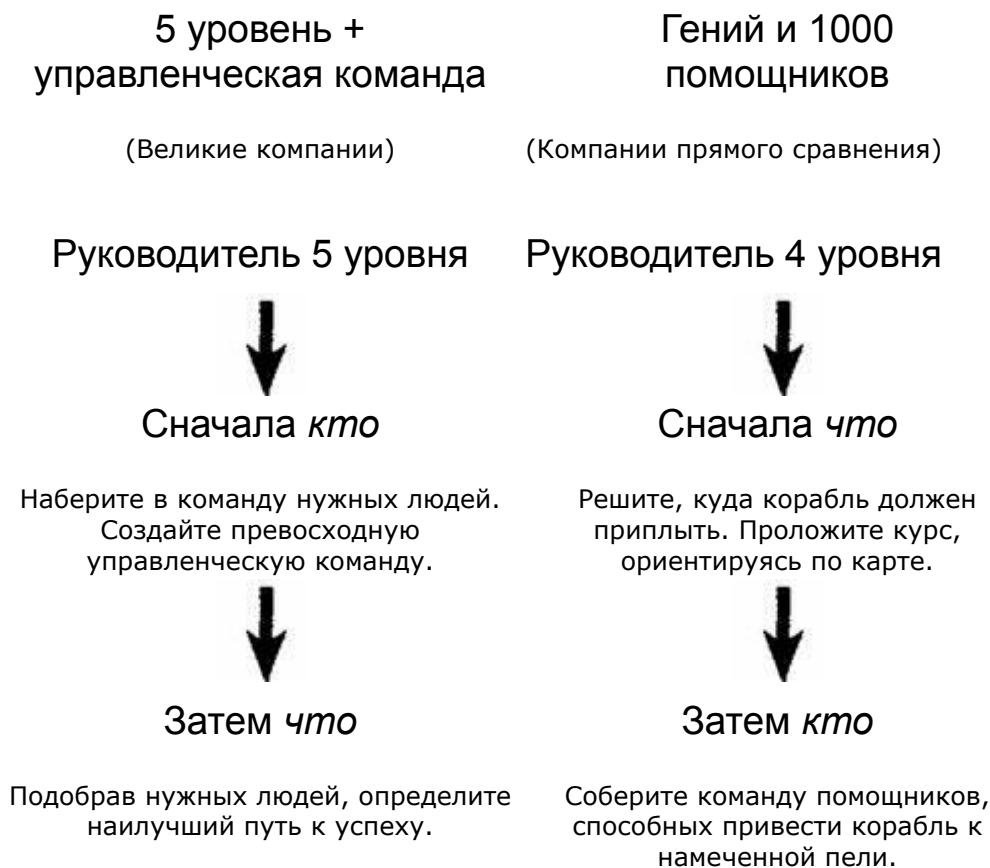 5 уровень +
управленческая команда
(Великие компании)
Руководитель 5 уровня
Сначала кто
Наберите в команду нужных людей.
Создайте превосходную
управленческую команду.
Затем что
Подобрав нужных людей, определите
наилучший путь к успеху.
Гений и 1000
помощников
(Компании прямого сравнения)
Руководитель 4 уровня
Сначала что
Решите, куда корабль должен
приплыть. Проложите курс,
ориентируясь по карте.
Затем кто
Соберите команду помощников,
способных привести корабль к
намеченной пели.